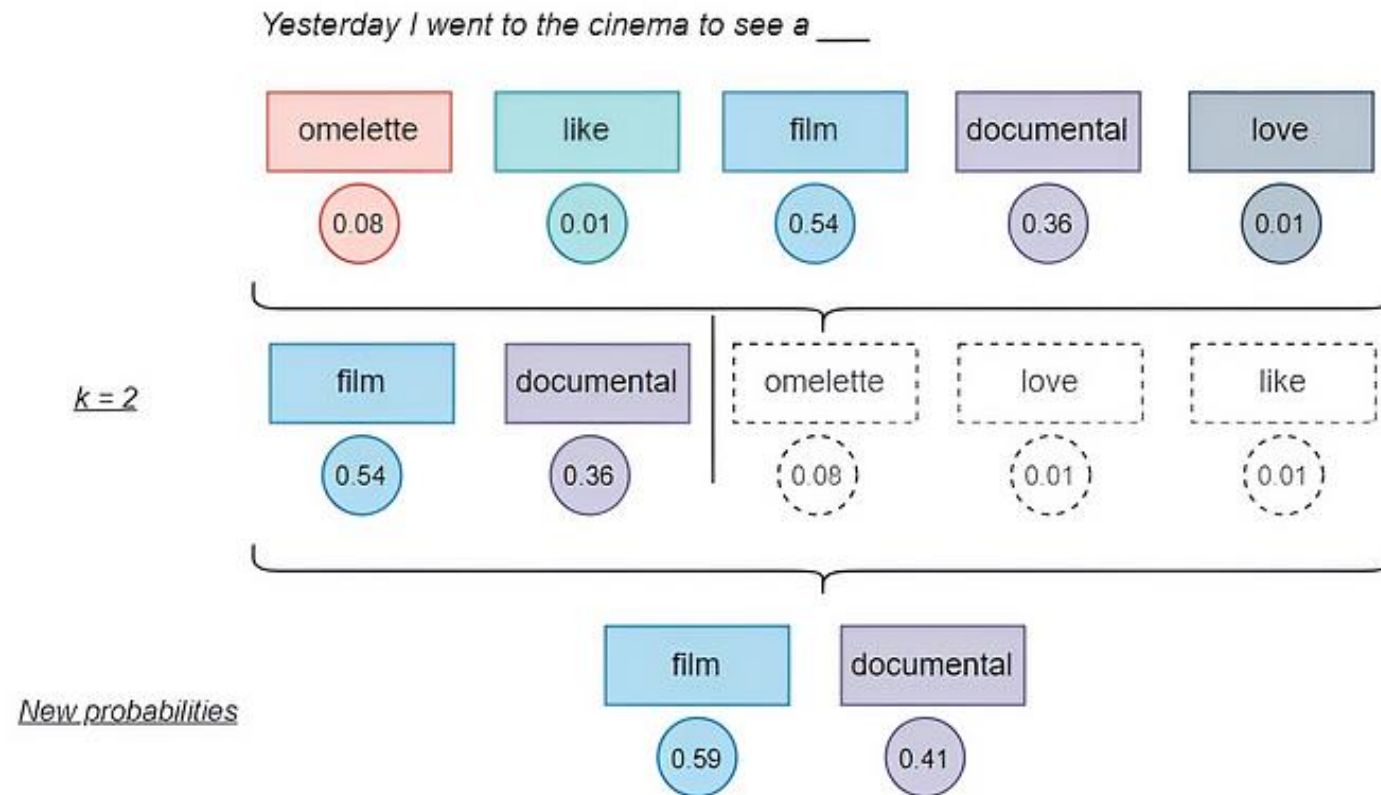 Yesterday I went to the cinema to see a ___
omelette like film documental love
0.08 0.01 0.54 0.36 0.01
k = 2
film documental omelette love like
0.54 0.36 0.08 0.01 0.01
New probabilities
film documental
0.59 0.41